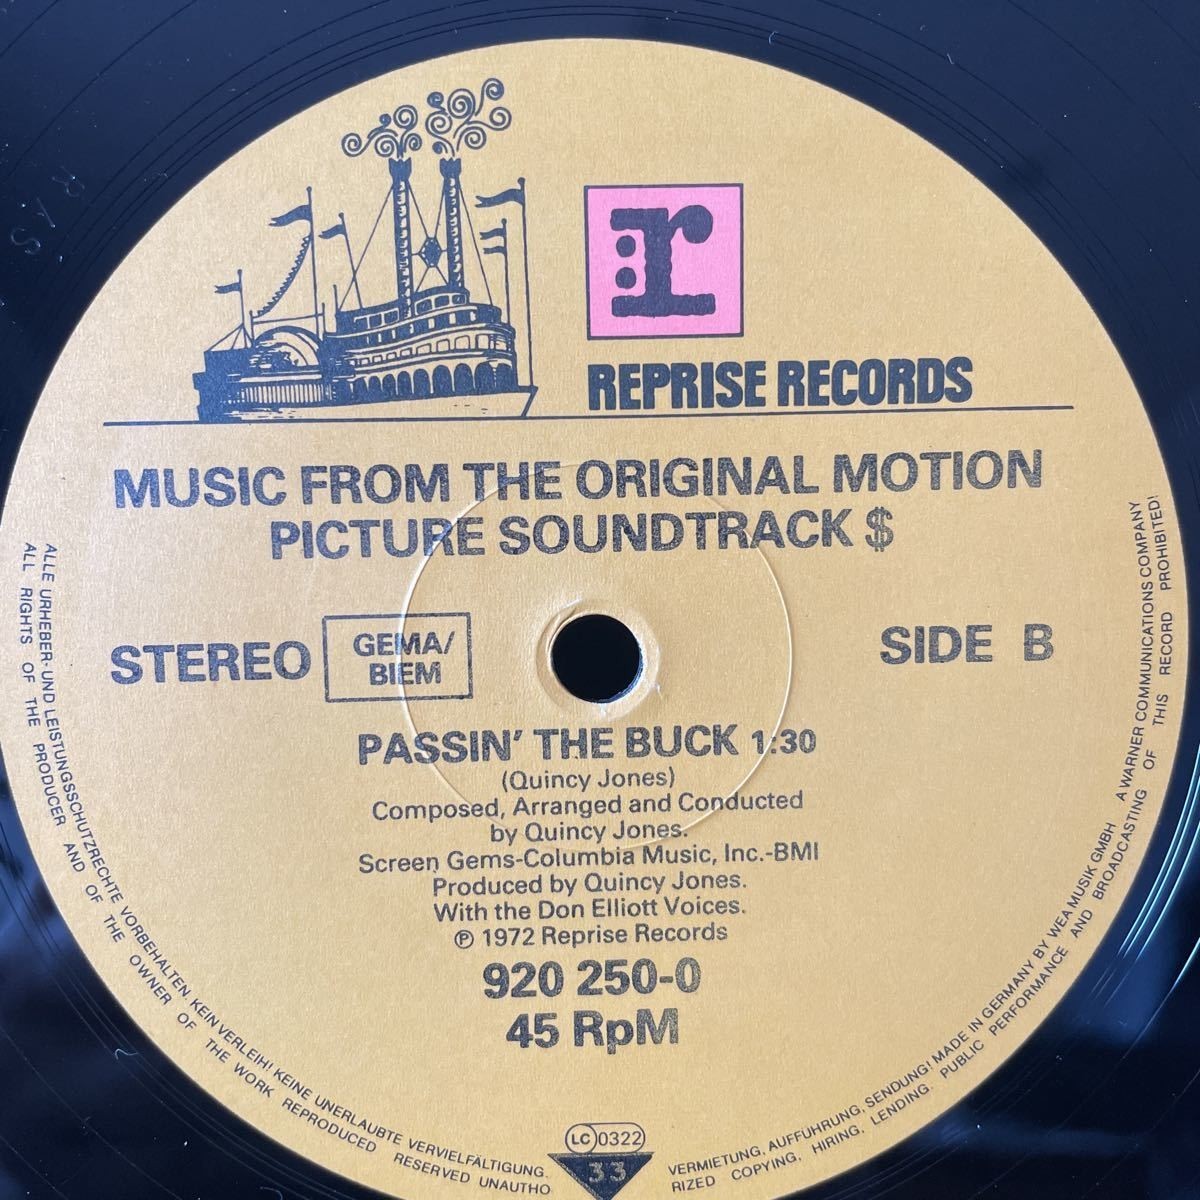 r:
REPRISE RECORDS
MUSIC FROM THE ORIGINAL MOTION
PICTURE SOUNDTRACK $
STEREO
GEMA/
BIEM
SIDE B
PASSIN' THE BUCK 1:30
(Quincy Jones)
Composed, Arranged and Conducted
by Quincy Jones.
Screen Gems-Columbia Music, Inc.-BMI
Produced by Quincy Jones.
With the Don Elliott Voices.
℗ 1972 Reprise Records
920 250-0
45 RpM
LC 0322
33
ALLE URHEBER- UND LEISTUNGSSCHUTZRECHTE VORBEHALTEN. KEIN VERLEIH! KEINE UNERLAUBTE VERVIELFÄLTIGUNG.
VERMIETUNG, AUFFÜHRUNG, SENDUNG! MADE IN GERMANY BY WEA MUSIK GMBH A WARNER COMMUNICATIONS COMPANY
ALL RIGHTS OF THE PRODUCER AND OF THE OWNER OF THE WORK REPRODUCED RESERVED UNAUTHO
RIZED COPYING, HIRING, LENDING. PUBLIC PERFORMANCE AND BROADCASTING OF THIS RECORD PROHIBITED!